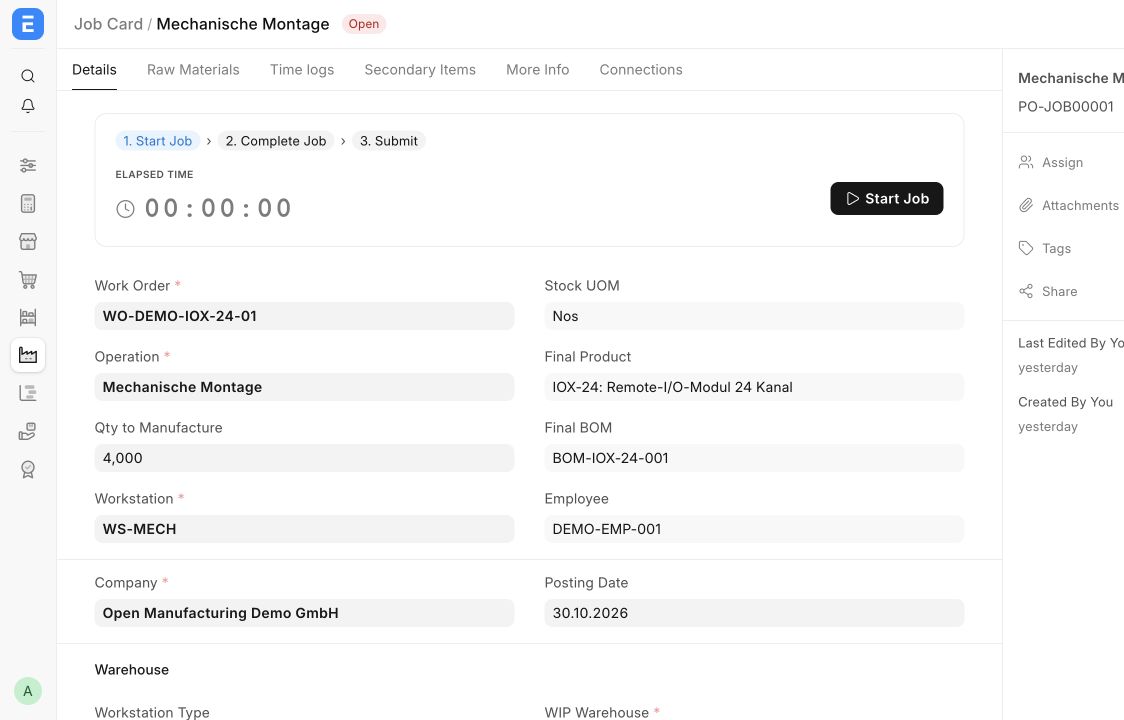 E
Job Card / Mechanische Montage Open
Details Raw Materials Time logs Secondary Items More Info Connections
1. Start Job › 2. Complete Job › 3. Submit
ELAPSED TIME
00:00:00
Start Job
Work Order *
WO-DEMO-IOX-24-01
Stock UOM
Nos
Operation *
Mechanische Montage
Final Product
IOX-24: Remote-I/O-Modul 24 Kanal
Qty to Manufacture
4,000
Final BOM
BOM-IOX-24-001
Workstation *
WS-MECH
Employee
DEMO-EMP-001
Company *
Open Manufacturing Demo GmbH
Posting Date
30.10.2026
Warehouse
Workstation Type
WIP Warehouse *
Mechanische M
PO-JOB00001
Assign
Attachments
Tags
Share
Last Edited By Yo
yesterday
Created By You
yesterday
A